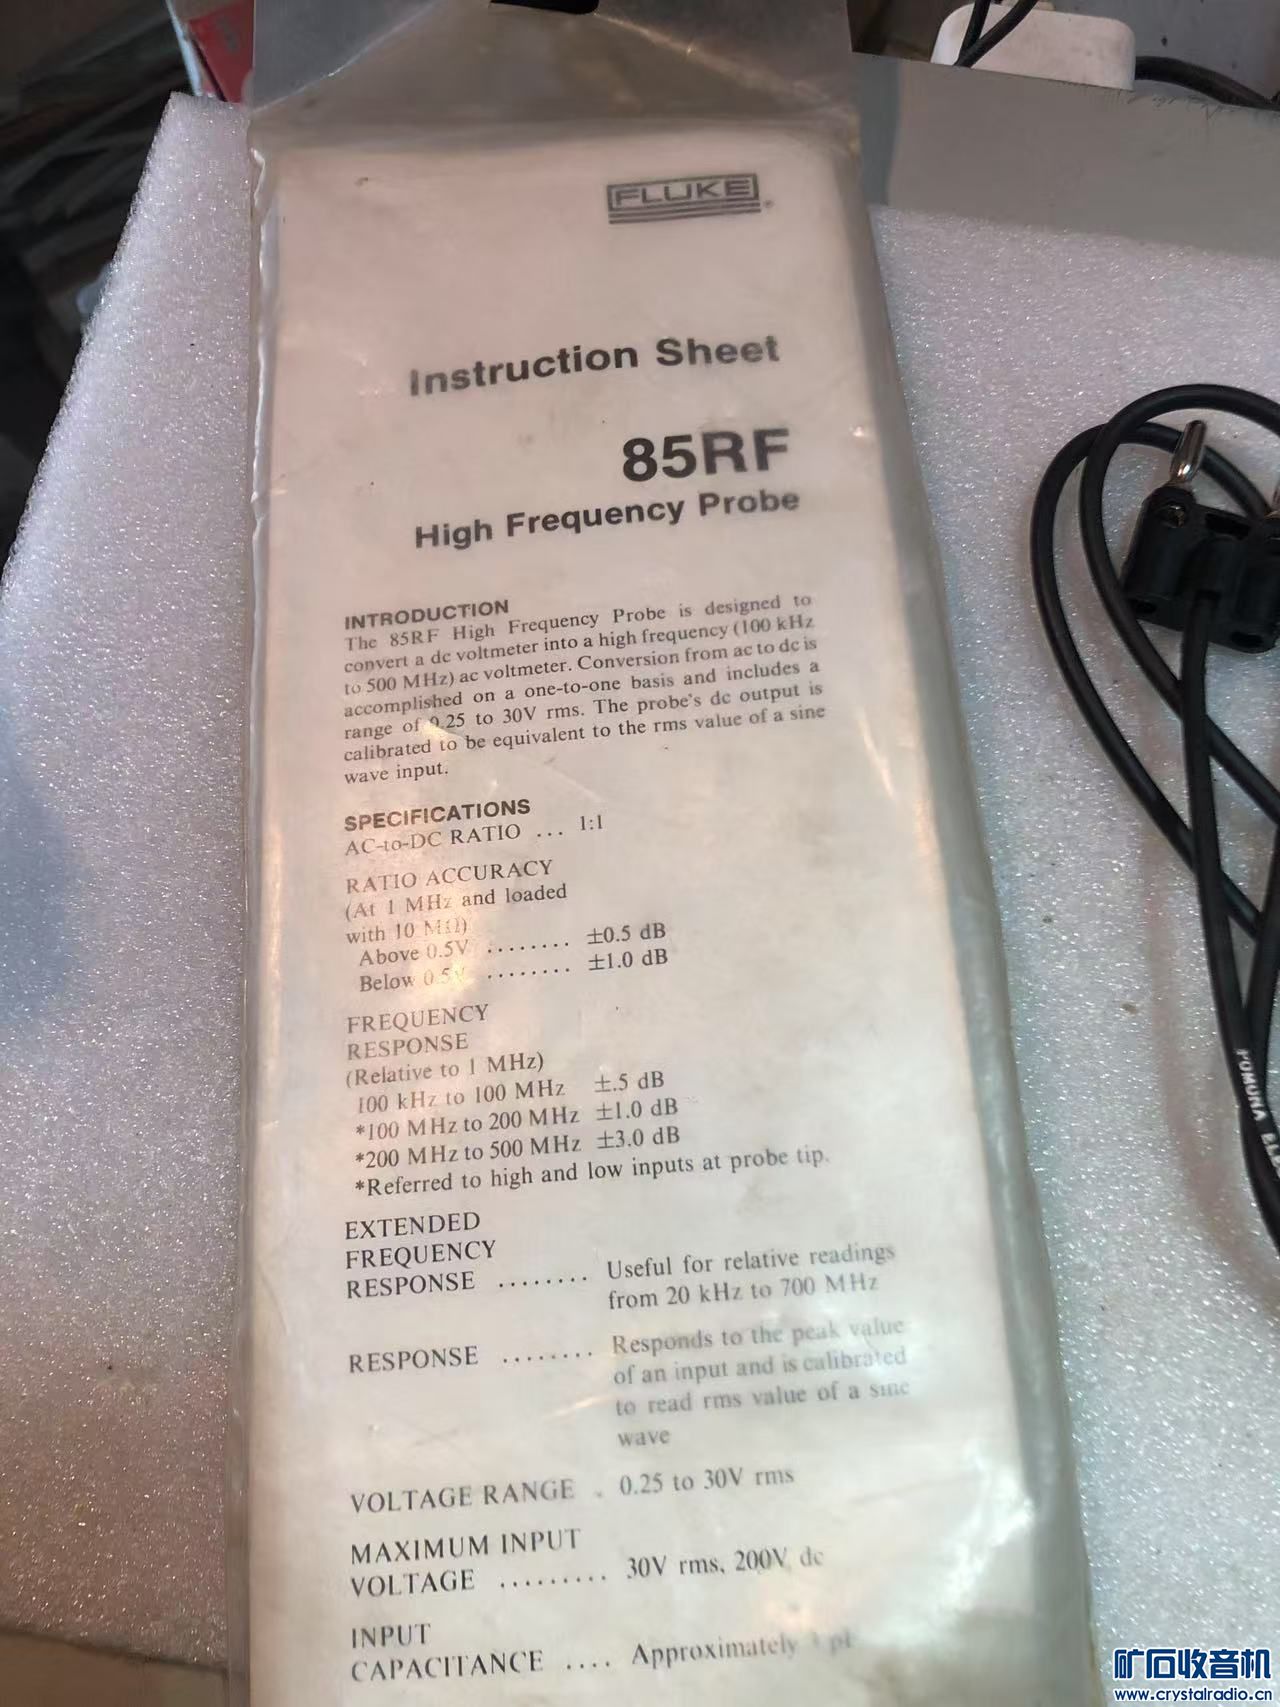 FLUKE®
Instruction Sheet
85RF
High Frequency Probe
INTRODUCTION
The 85RF High Frequency Probe is designed to
convert a dc voltmeter into a high frequency (100 kHz
to 500 MHz) ac voltmeter. Conversion from ac to dc is
accomplished on a one-to-one basis and includes a
range of 0.25 to 30V rms. The probe's dc output is
calibrated to be equivalent to the rms value of a sine
wave input.
SPECIFICATIONS
AC-to-DC RATIO ... 1:1
RATIO ACCURACY
(At 1 MHz and loaded
with 10 MΩ)
Above 0.5V ........ ±0.5 dB
Below 0.5V ........ ±1.0 dB
FREQUENCY
RESPONSE
(Relative to 1 MHz)
100 kHz to 100 MHz ±.5 dB
*100 MHz to 200 MHz ±1.0 dB
*200 MHz to 500 MHz ±3.0 dB
*Referred to high and low inputs at probe tip.
EXTENDED
FREQUENCY
RESPONSE ........ Useful for relative readings
from 20 kHz to 700 MHz
RESPONSE ........ Responds to the peak value
of an input and is calibrated
to read rms value of a sine
wave
VOLTAGE RANGE . 0.25 to 30V rms
MAXIMUM INPUT
VOLTAGE ......... 30V rms, 200V dc
INPUT
CAPACITANCE .... Approximately
POMONA
矿石收音机
www.crystalradio.cn